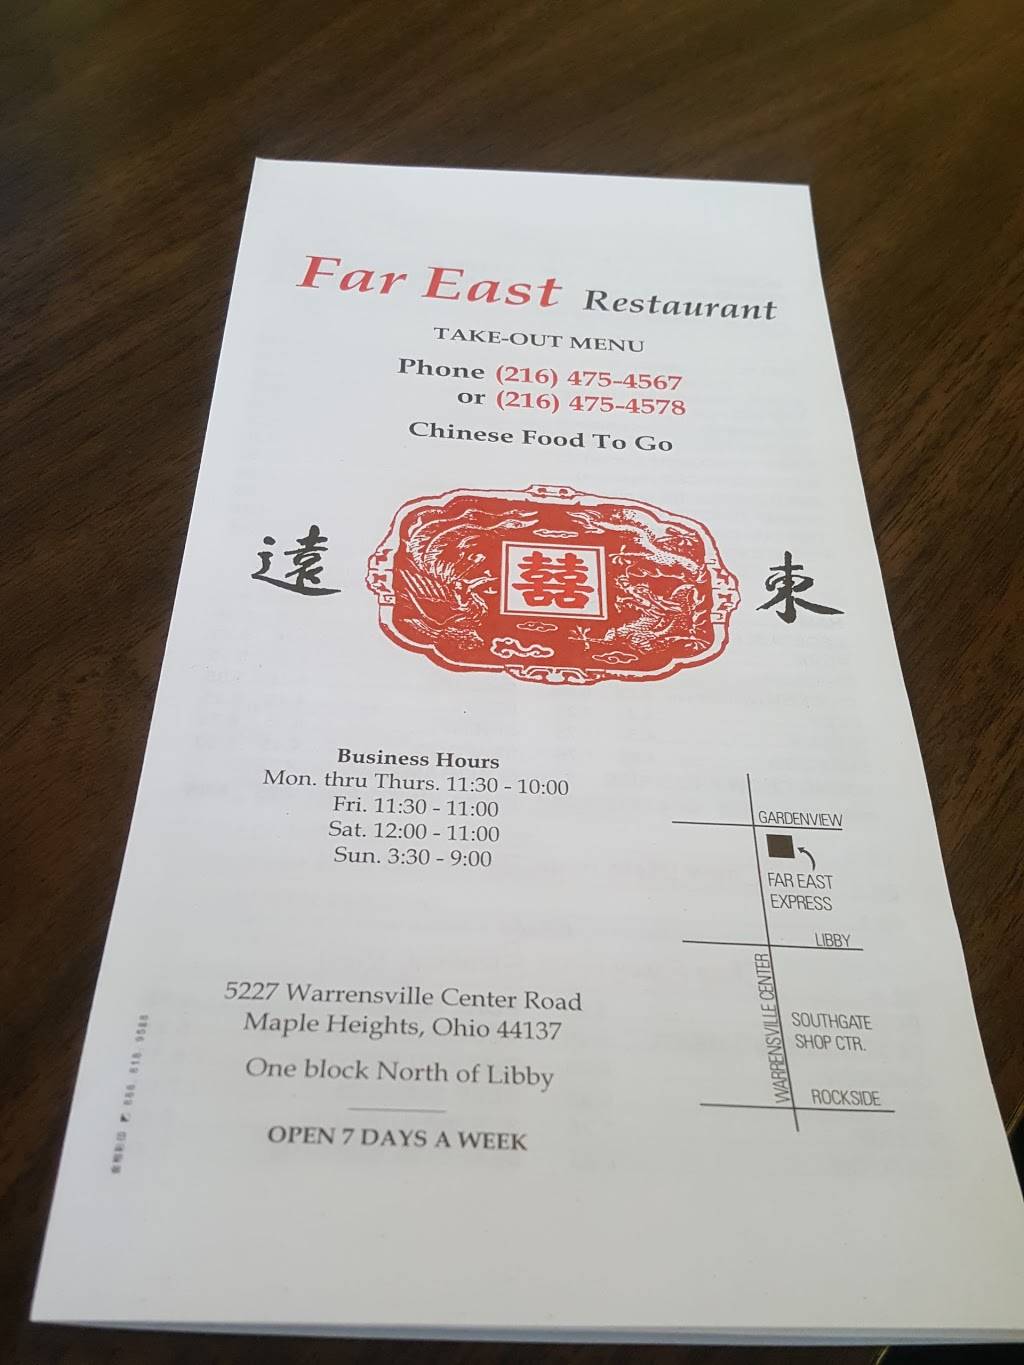 Far East Restaurant
TAKE-OUT MENU
Phone (216) 475-4567
or (216) 475-4578
Chinese Food To Go
遠 囍 東
Business Hours
Mon. thru Thurs. 11:30 - 10:00
Fri. 11:30 - 11:00
Sat. 12:00 - 11:00
Sun. 3:30 - 9:00
GARDENVIEW
FAR EAST
EXPRESS
LIBBY
WARRENSVILLE CENTER
SOUTHGATE
SHOP CTR.
ROCKSIDE
5227 Warrensville Center Road
Maple Heights, Ohio 44137
One block North of Libby
OPEN 7 DAYS A WEEK